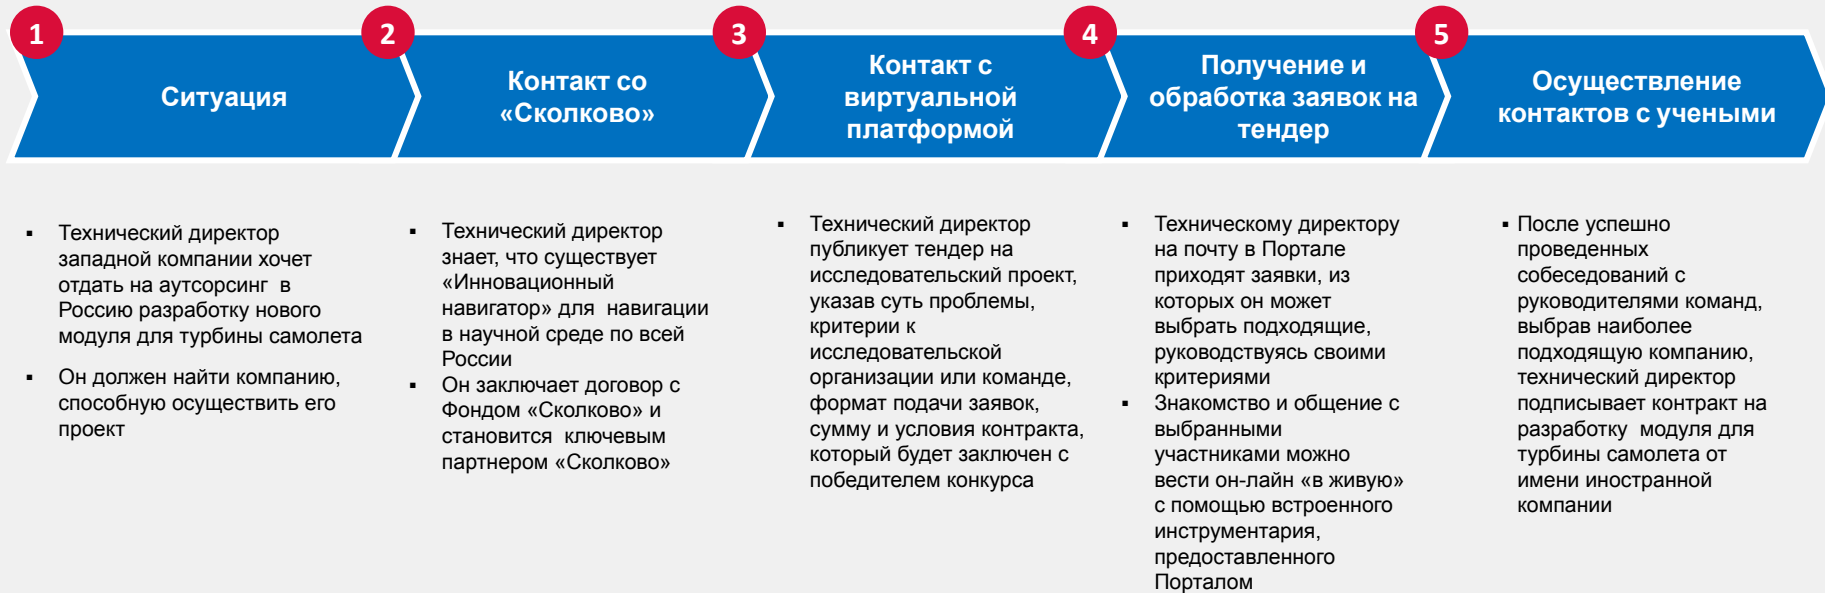 1
Ситуация
2
Контакт со
«Сколково»
3
Контакт с
виртуальной
платформой
4
Получение и
обработка заявок на
тендер
5
Осуществление
контактов с учеными
▪ Технический директор
западной компании хочет
отдать на аутсорсинг в
Россию разработку нового
модуля для турбины самолета
▪ Он должен найти компанию,
способную осуществить его
проект
▪ Технический директор
знает, что существует
«Инновационный
навигатор» для навигации
в научной среде по всей
России
▪ Он заключает договор с
Фондом «Сколково» и
становится ключевым
партнером «Сколково»
▪ Технический директор
публикует тендер на
исследовательский проект,
указав суть проблемы,
критерии к
исследовательской
организации или команде,
формат подачи заявок,
сумму и условия контракта,
который будет заключен с
победителем конкурса
▪ Техническому директору
на почту в Портале
приходят заявки, из
которых он может
выбрать подходящие,
руководствуясь своими
критериями
▪ Знакомство и общение с
выбранными
участниками можно
вести он-лайн «в живую»
с помощью встроенного
инструментария,
предоставленного
Порталом
▪ После успешно
проведенных
собеседований с
руководителями команд,
выбрав наиболее
подходящую компанию,
технический директор
подписывает контракт на
разработку модуля для
турбины самолета от
имени иностранной
компании